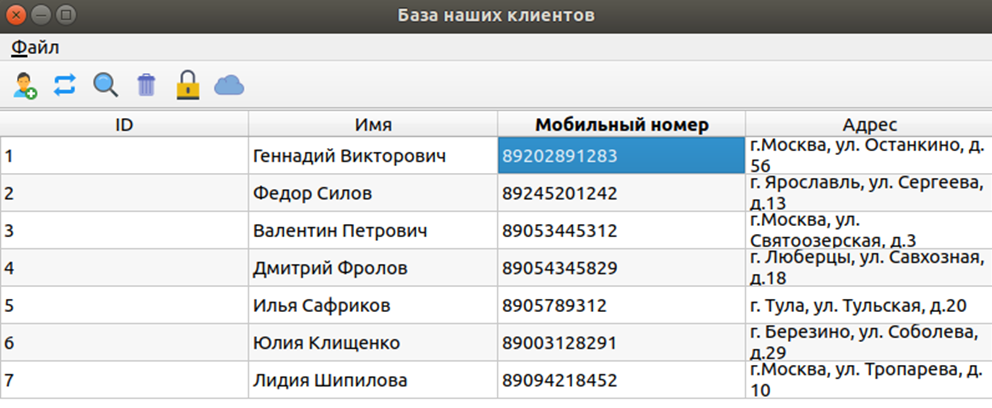 База наших клиентов
Файл
ID Имя Мобильный номер Адрес
1 Геннадий Викторович 89202891283 г.Москва, ул. Останкино, д.
56
2 Федор Силов 89245201242 г. Ярославль, ул. Сергеева,
д.13
3 Валентин Петрович 89053445312 г.Москва, ул.
Святоозерская, д.3
4 Дмитрий Фролов 89054345829 г. Люберцы, ул. Савхозная,
д.18
5 Илья Сафриков 8905789312 г. Тула, ул. Тульская, д.20
6 Юлия Клищенко 89003128291 г. Березино, ул. Соболева,
д.29
7 Лидия Шипилова 89094218452 г.Москва, ул. Тропарева, д.
10